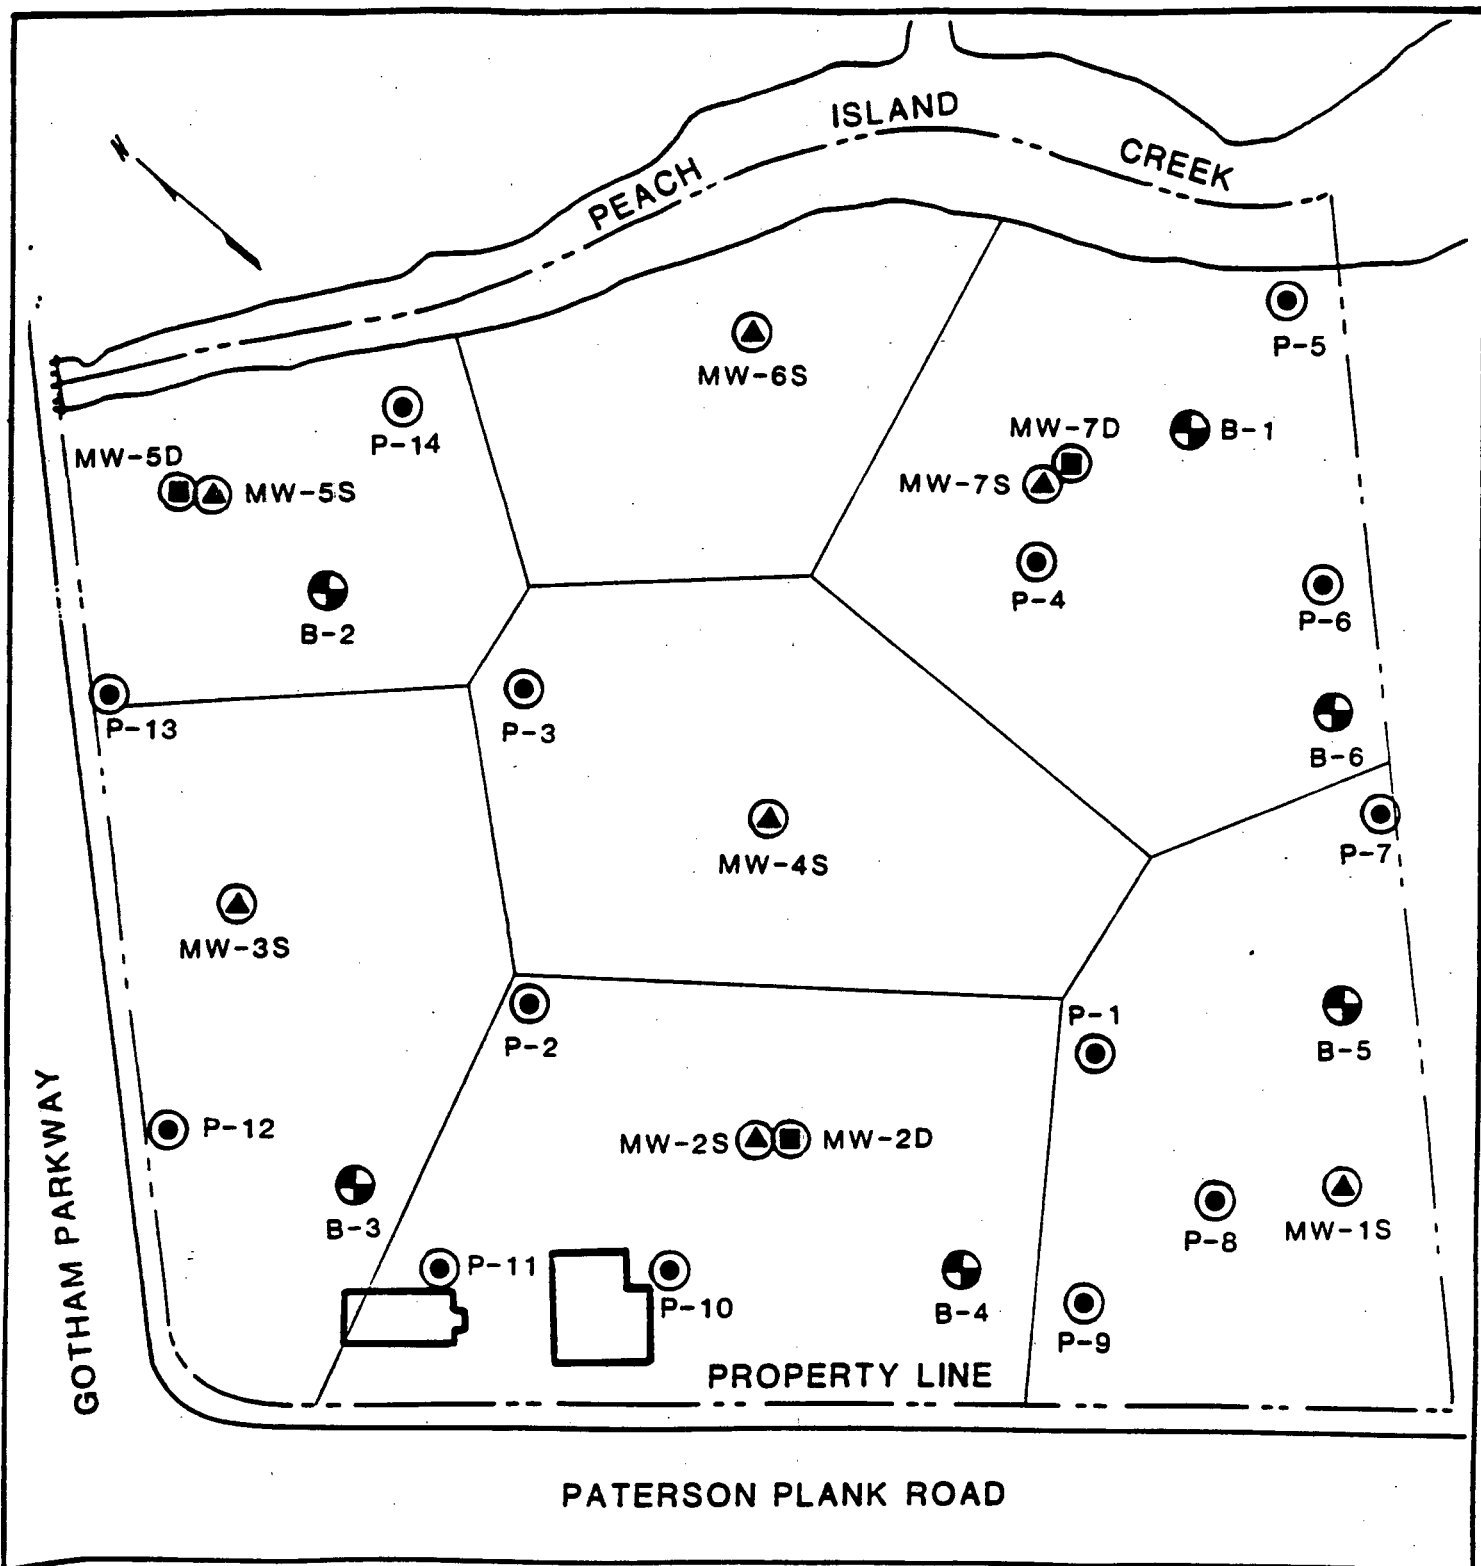 ISLAND
CREEK
PEACH
N
P-5
MW-6S
B-1
MW-7D
P-14
MW-5D
MW-7S
MW-5S
P-4
P-6
B-2
P-13
P-3
B-6
P-7
MW-4S
MW-3S
P-1
P-2
B-5
P-12
MW-2S
MW-2D
B-3
P-8
MW-1S
P-11
P-10
B-4
P-9
GOTHAM PARKWAY
PROPERTY LINE
PATERSON PLANK ROAD